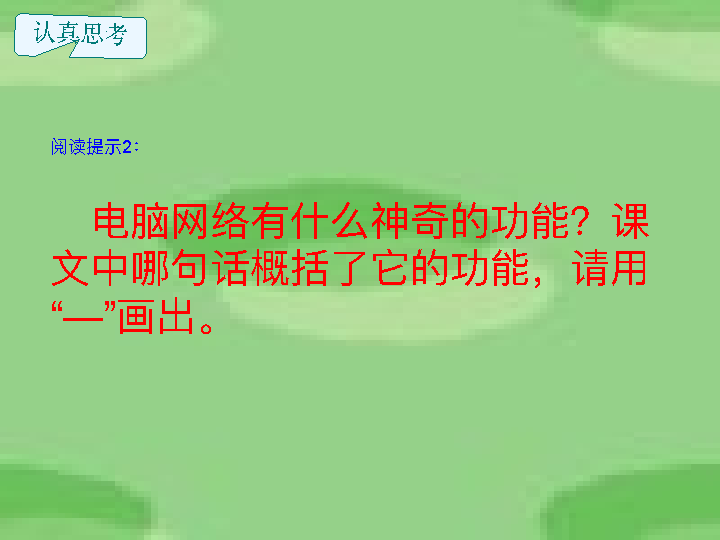 认真思考
阅读提示2：
电脑网络有什么神奇的功能？课
文中哪句话概括了它的功能，请用
“—”画出。